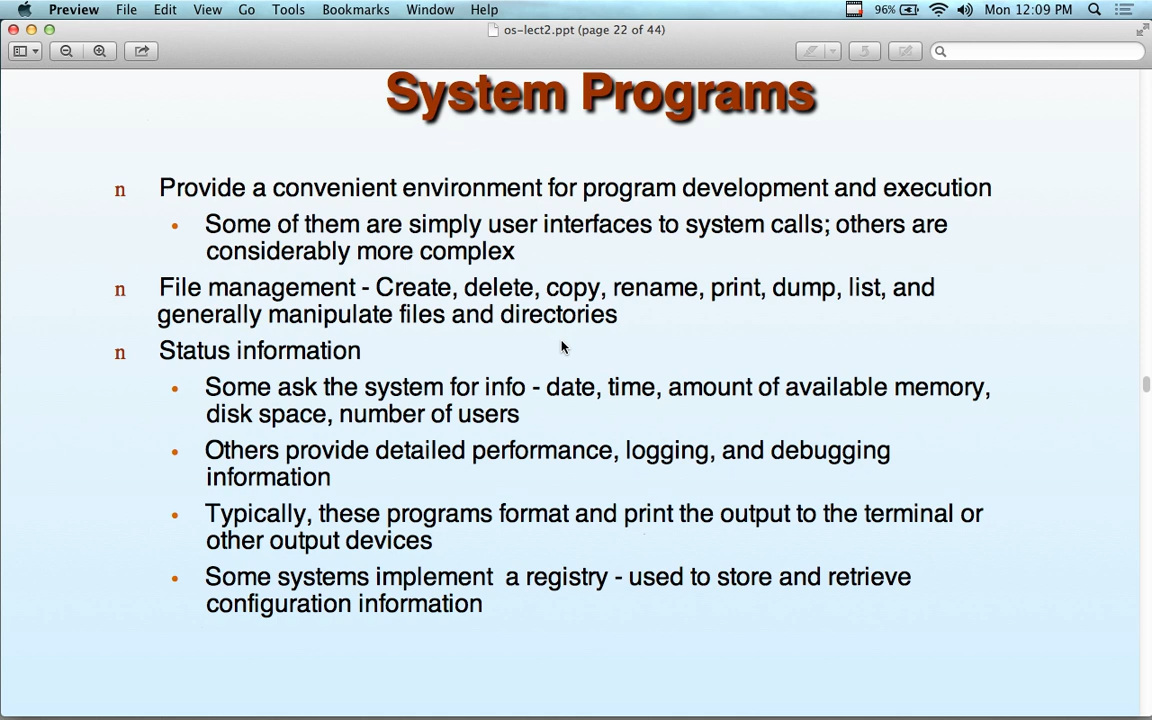 Preview File Edit View Go Tools Bookmarks Window Help 96% Mon 12:09 PM
os-lect2.ppt (page 22 of 44)
System Programs
n Provide a convenient environment for program development and execution
• Some of them are simply user interfaces to system calls; others are
considerably more complex
n File management - Create, delete, copy, rename, print, dump, list, and
generally manipulate files and directories
n Status information
• Some ask the system for info - date, time, amount of available memory,
disk space, number of users
• Others provide detailed performance, logging, and debugging
information
• Typically, these programs format and print the output to the terminal or
other output devices
• Some systems implement a registry - used to store and retrieve
configuration information